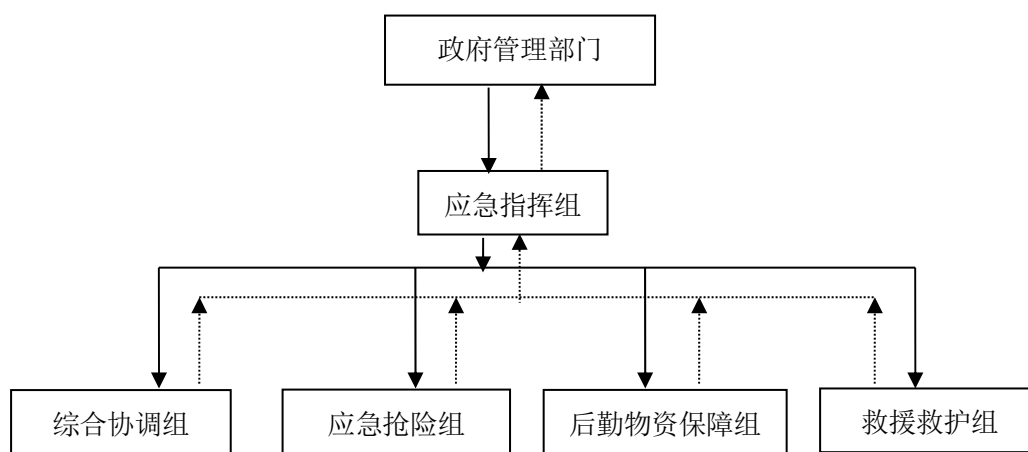 政府管理部门
应急指挥组
综合协调组
应急抢险组
后勤物资保障组
救援救护组